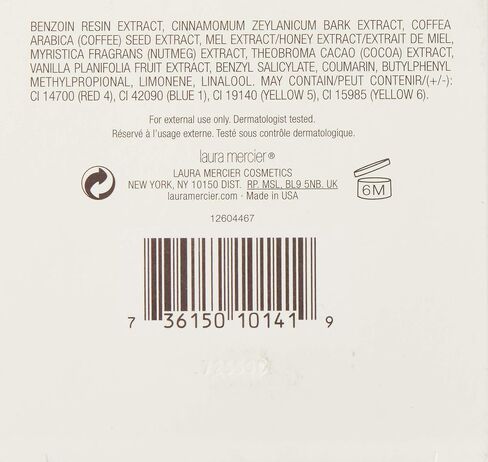 BENZOIN RESIN EXTRACT, CINNAMOMUM ZEYLANICUM BARK EXTRACT, COFFEA
ARABICA (COFFEE) SEED EXTRACT, MEL EXTRACT/HONEY EXTRACT/EXTRAIT DE MIEL,
MYRISTICA FRAGRANS (NUTMEG) EXTRACT, THEOBROMA CACAO (COCOA) EXTRACT,
VANILLA PLANIFOLIA FRUIT EXTRACT, BENZYL SALICYLATE, COUMARIN, BUTYLPHENYL
METHYLPROPIONAL, LIMONENE, LINALOOL. MAY CONTAIN/PEUT CONTENIR/(+/-):
CI 14700 (RED 4), CI 42090 (BLUE 1), CI 19140 (YELLOW 5), CI 15985 (YELLOW 6).
For external use only. Dermatologist tested.
Réservé à l'usage externe. Testé sous contrôle dermatologique.
laura mercier®
LAURA MERCIER COSMETICS
NEW YORK, NY 10150 DIST. RP. MSL, BL9 5NB. UK
lauramercier.com · Made in USA
6M
12604467
7 36150 10141 9